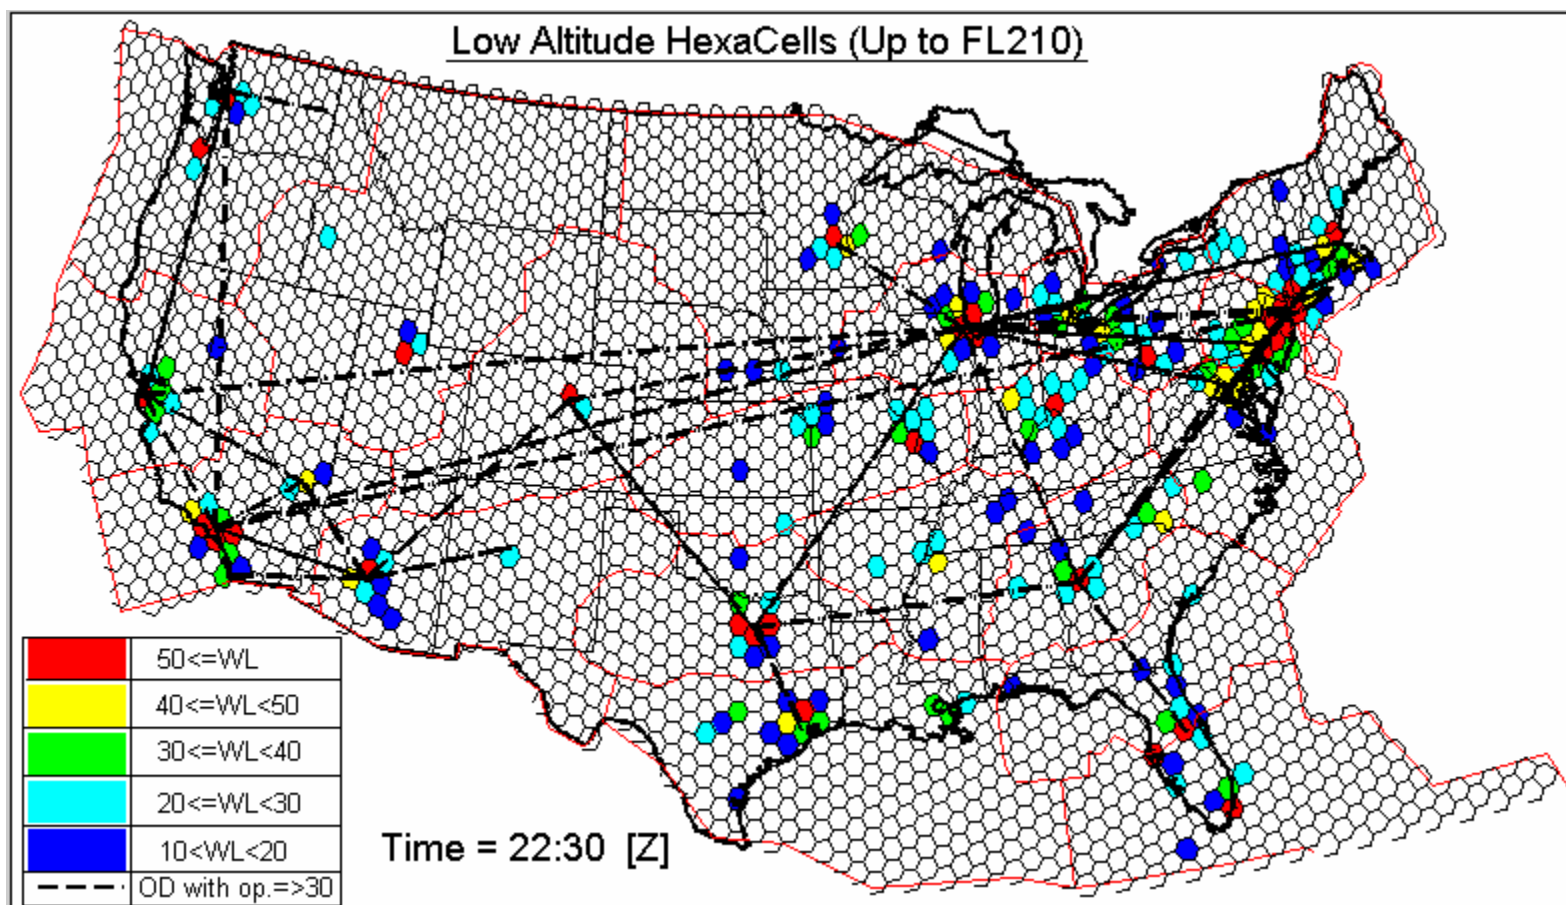 Low Altitude HexaCells (Up to FL210)
50<=WL
40<=WL<50
30<=WL<40
20<=WL<30
10<WL<20
OD with op.=>30
Time = 22:30 [Z]